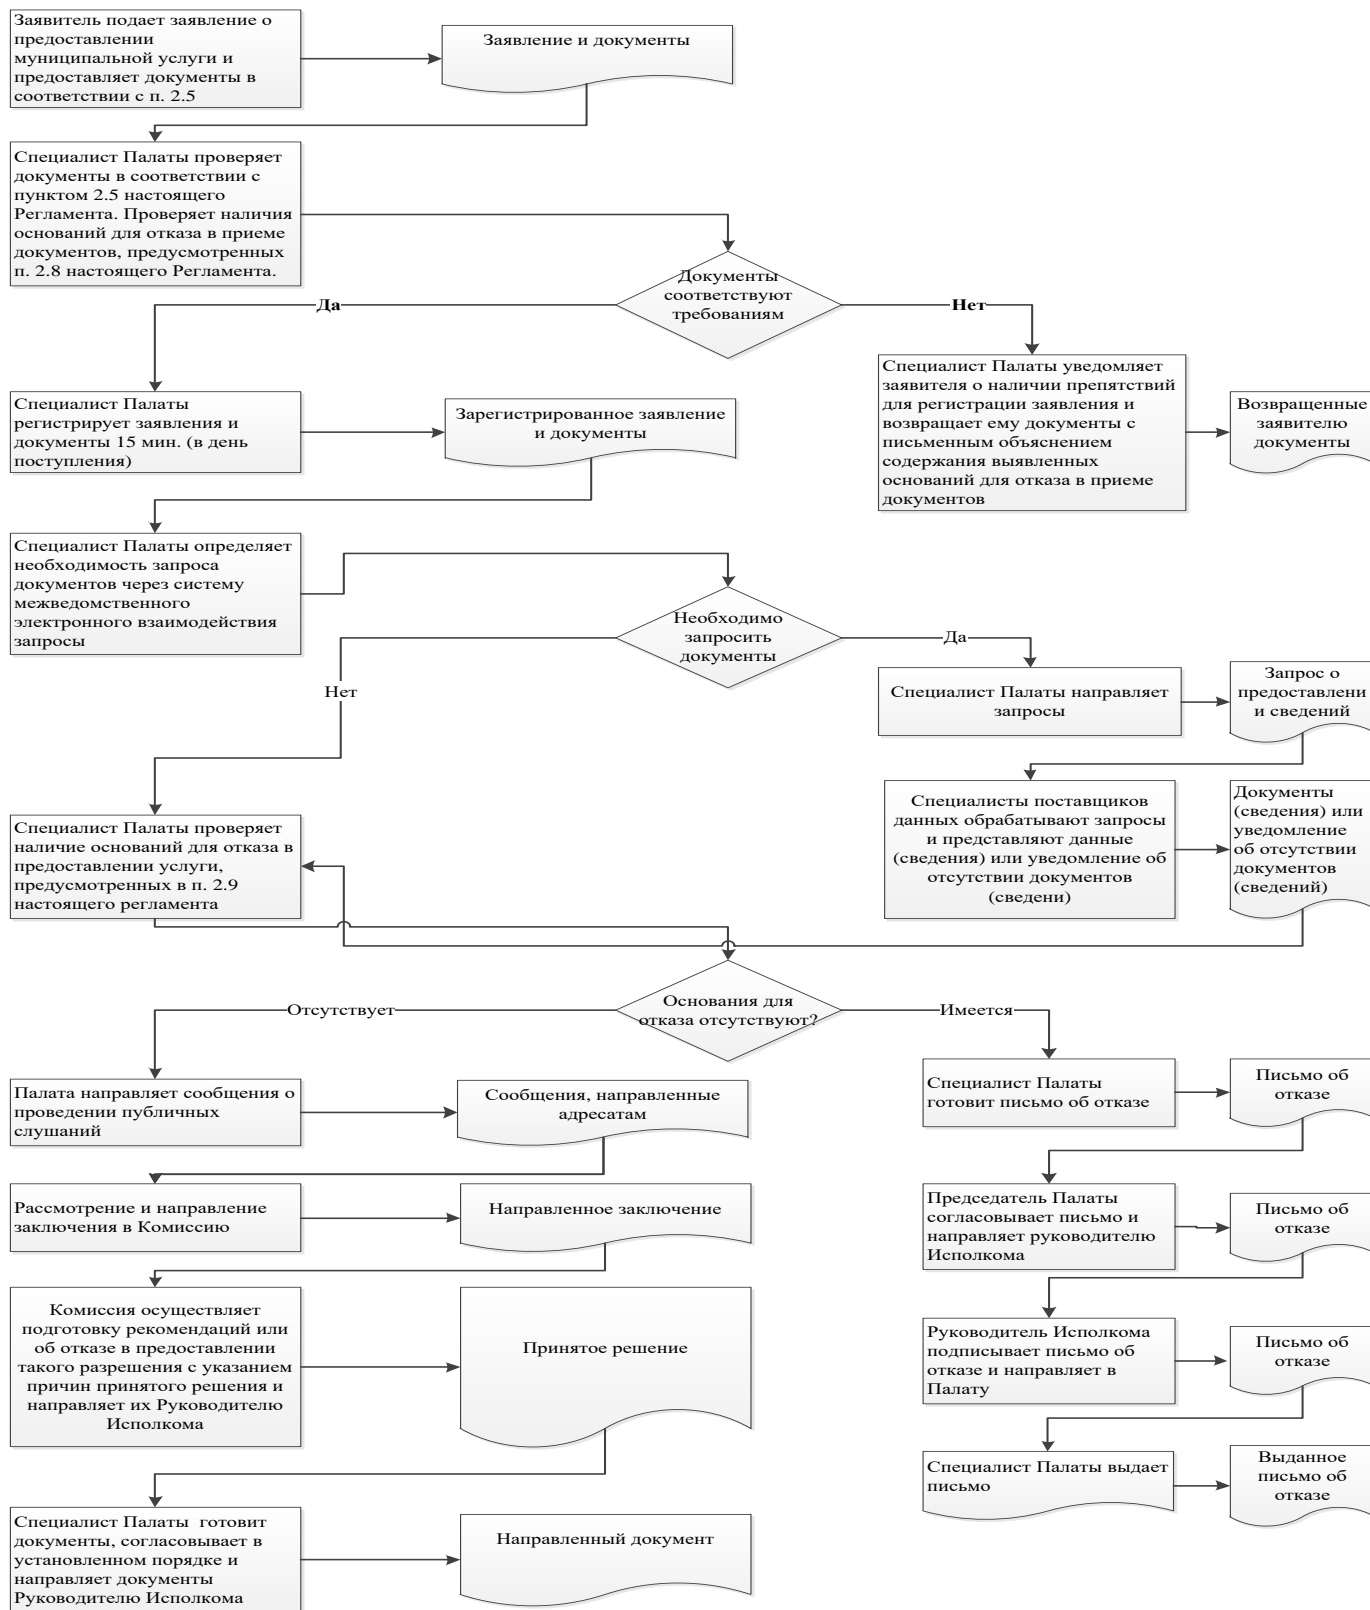 Заявитель подает заявление о
предоставлении
муниципальной услуги и
предоставляет документы в
соответствии с п. 2.5
Заявление и документы
Специалист Палаты проверяет
документы в соответствии с
пунктом 2.5 настоящего
Регламента. Проверяет наличия
оснований для отказа в приеме
документов, предусмотренных
п. 2.8 настоящего Регламента.
Документы
соответствуют
требованиям
Да
Нет
Специалист Палаты
регистрирует заявления и
документы 15 мин. (в день
поступления)
Зарегистрированное заявление
и документы
Специалист Палаты уведомляет
заявителя о наличии препятствий
для регистрации заявления и
возвращает ему документы с
письменным объяснением
содержания выявленных
оснований для отказа в приеме
документов
Возвращенные
заявителю
документы
Специалист Палаты определяет
необходимость запроса
документов через систему
межведомственного
электронного взаимодействия
запросы
Необходимо
запросить
документы
Да
Нет
Специалист Палаты направляет
запросы
Запрос о
предоставлени
и сведений
Специалисты поставщиков
данных обрабатывают запросы
и представляют данные
(сведения) или уведомление об
отсутствии документов
(сведени)
Документы
(сведения) или
уведомление
об отсутствии
документов
(сведений)
Специалист Палаты проверяет
наличие оснований для отказа в
предоставлении услуги,
предусмотренных в п. 2.9
настоящего регламента
Основания для
отказа отсутствуют?
Отсутствует
Имеется
Палата направляет сообщения о
проведении публичных
слушаний
Сообщения, направленные
адресатам
Специалист Палаты
готовит письмо об отказе
Письмо об
отказе
Рассмотрение и направление
заключения в Комиссию
Направленное заключение
Председатель Палаты
согласовывает письмо и
направляет руководителю
Исполкома
Письмо об
отказе
Комиссия осуществляет
подготовку рекомендаций или
об отказе в предоставлении
такого разрешения с указанием
причин принятого решения и
направляет их Руководителю
Исполкома
Принятое решение
Руководитель Исполкома
подписывает письмо об
отказе и направляет в
Палату
Письмо об
отказе
Специалист Палаты выдает
письмо
Выданное
письмо об
отказе
Специалист Палаты  готовит
документы, согласовывает в
установленном порядке и
направляет документы
Руководителю Исполкома
Направленный документ